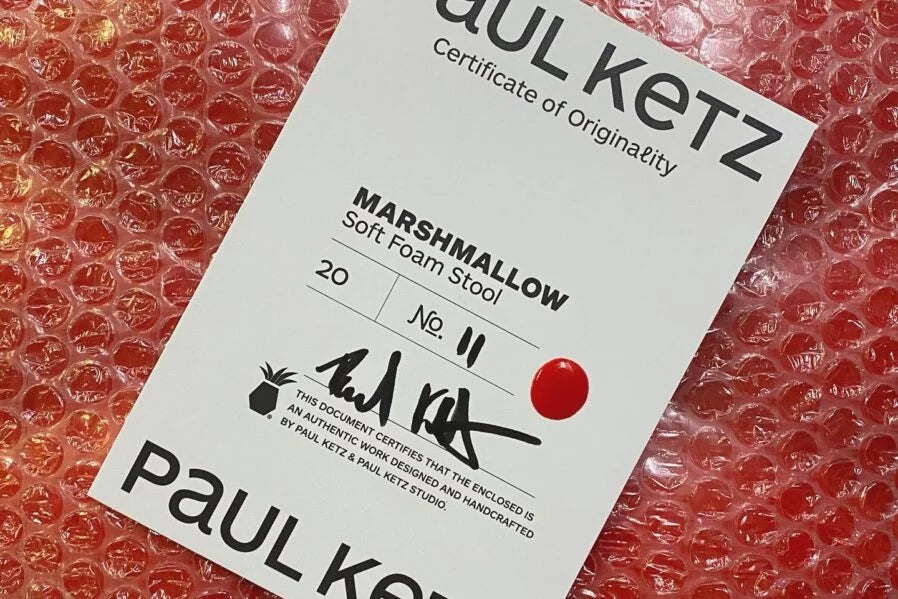 PAUL KETZ
Certificate of Originality
MARSHMALLOW
Soft Foam Stool
20
No. 11
Paul Ketz
THIS DOCUMENT CERTIFIES THAT THE ENCLOSED IS
AN AUTHENTIC WORK DESIGNED AND HANDCRAFTED
BY PAUL KETZ & PAUL KETZ STUDIO.
PAUL KETZ